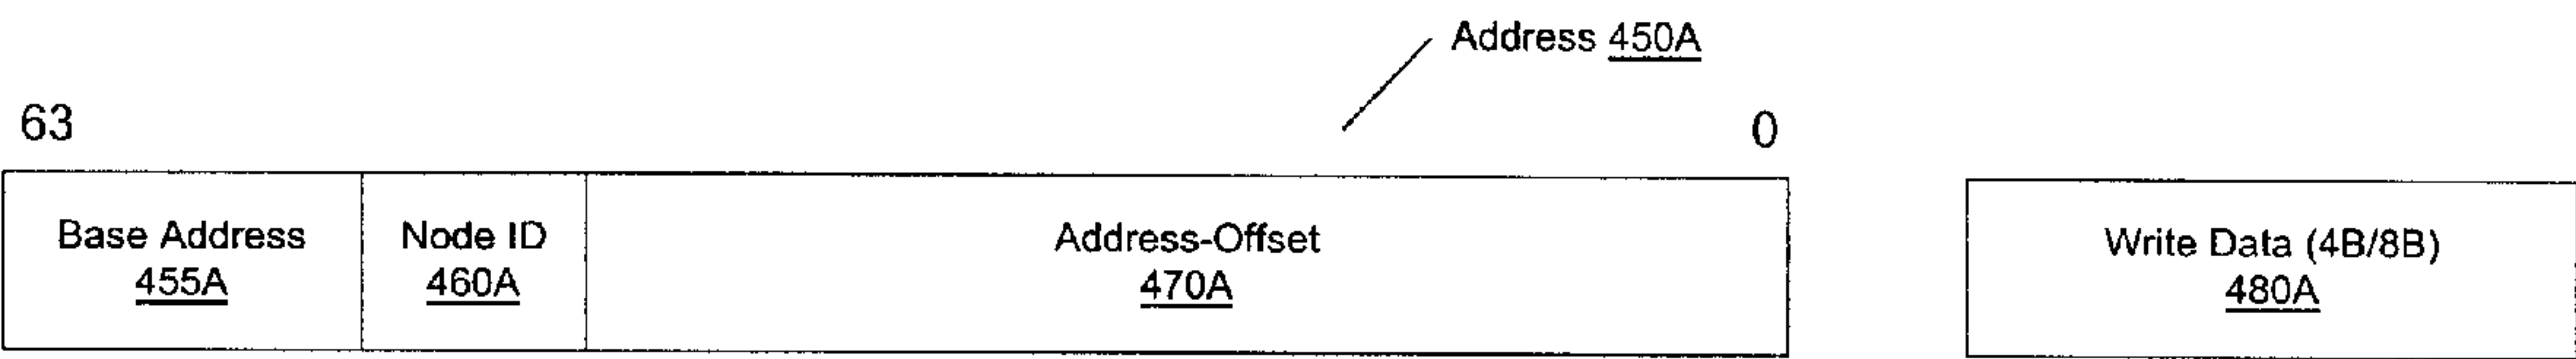 Address 450A
63
0
Base Address
455A
Node ID
460A
Address-Offset
470A
Write Data (4B/8B)
480A